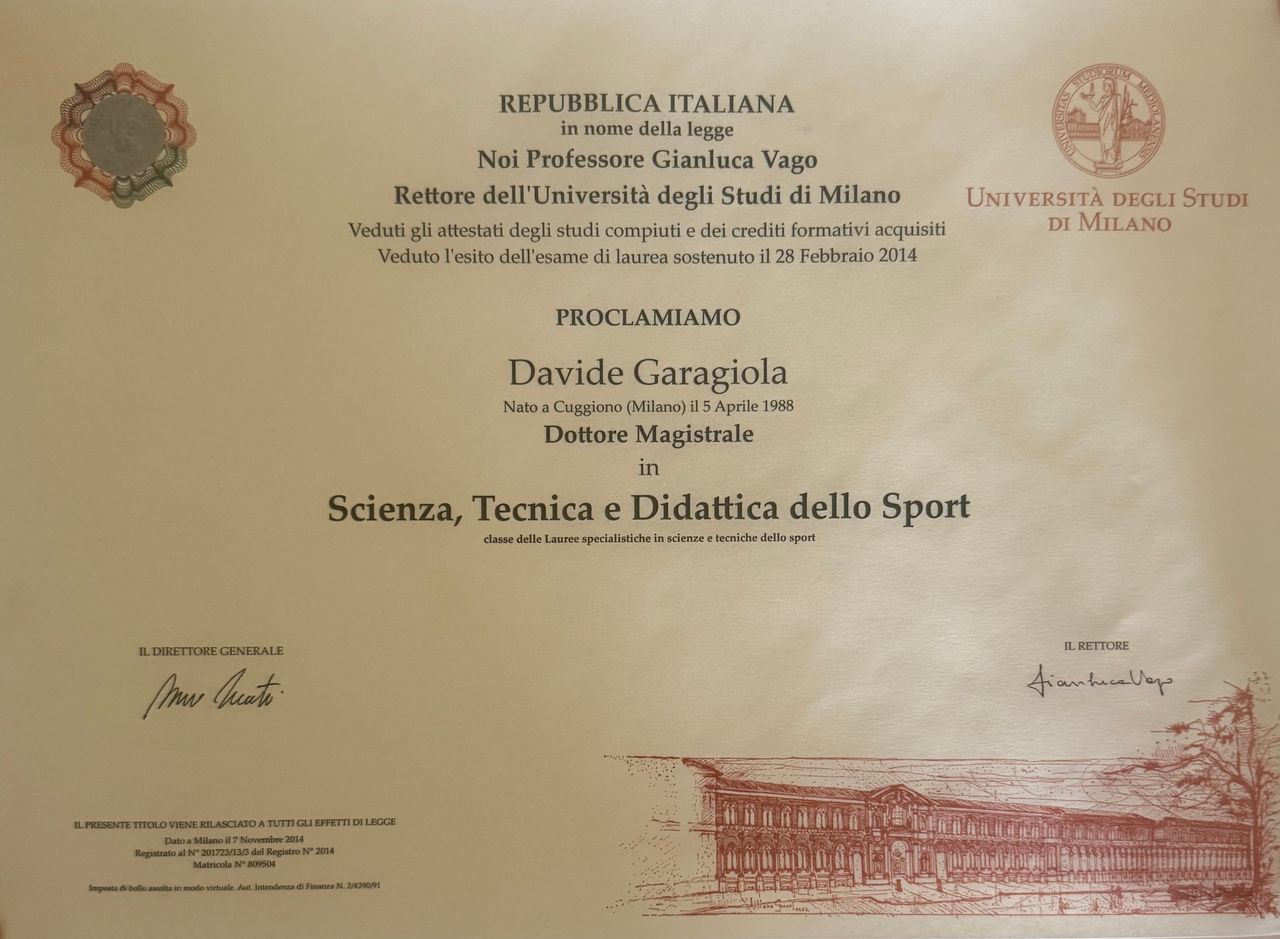 REPUBBLICA ITALIANA
in nome della legge
Noi Professore Gianluca Vago
Rettore dell'Università degli Studi di Milano
Veduti gli attestati degli studi compiuti e dei crediti formativi acquisiti
Veduto l'esito dell'esame di laurea sostenuto il 28 Febbraio 2014
UNIVERSITAS STUDIORUM MEDIOLANENSIS
UNIVERSITÀ DEGLI STUDI
DI MILANO
PROCLAMIAMO
Davide Garagiola
Nato a Cuggiono (Milano) il 5 Aprile 1988
Dottore Magistrale
in
Scienza, Tecnica e Didattica dello Sport
classe delle Lauree specialistiche in scienze e tecniche dello sport
IL DIRETTORE GENERALE
IL RETTORE
Gianluca Vago
IL PRESENTE TITOLO VIENE RILASCIATO A TUTTI GLI EFFETTI DI LEGGE
Dato a Milano il 7 Novembre 2014
Registrato al N° 201723/13/3 del Registro N° 2014
Matricola N° 809504
Imposta di bollo assolta in modo virtuale. Aut. Intendenza di Finanza N. 3/4390/91